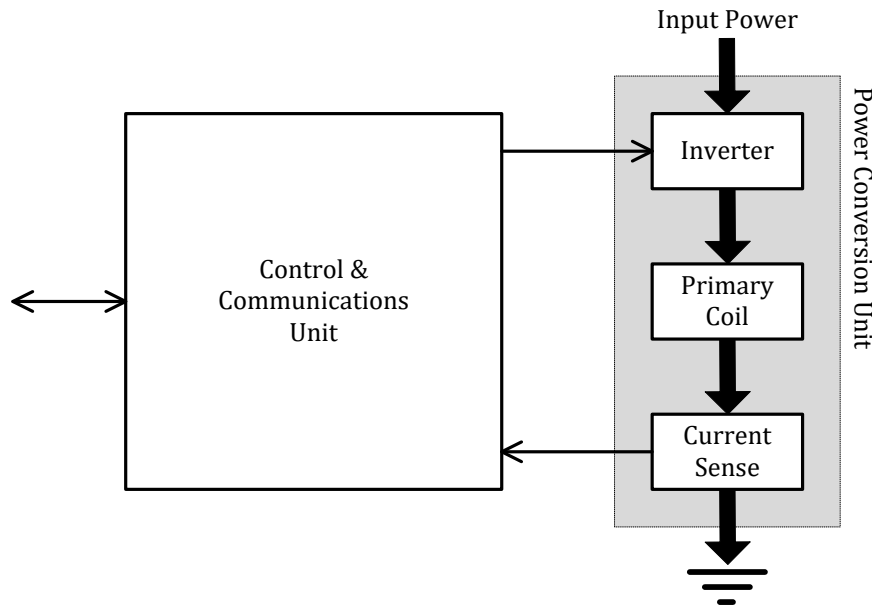 Input Power
Inverter
Control &
Communications
Unit
Primary
Coil
Current
Sense
Power Conversion Unit